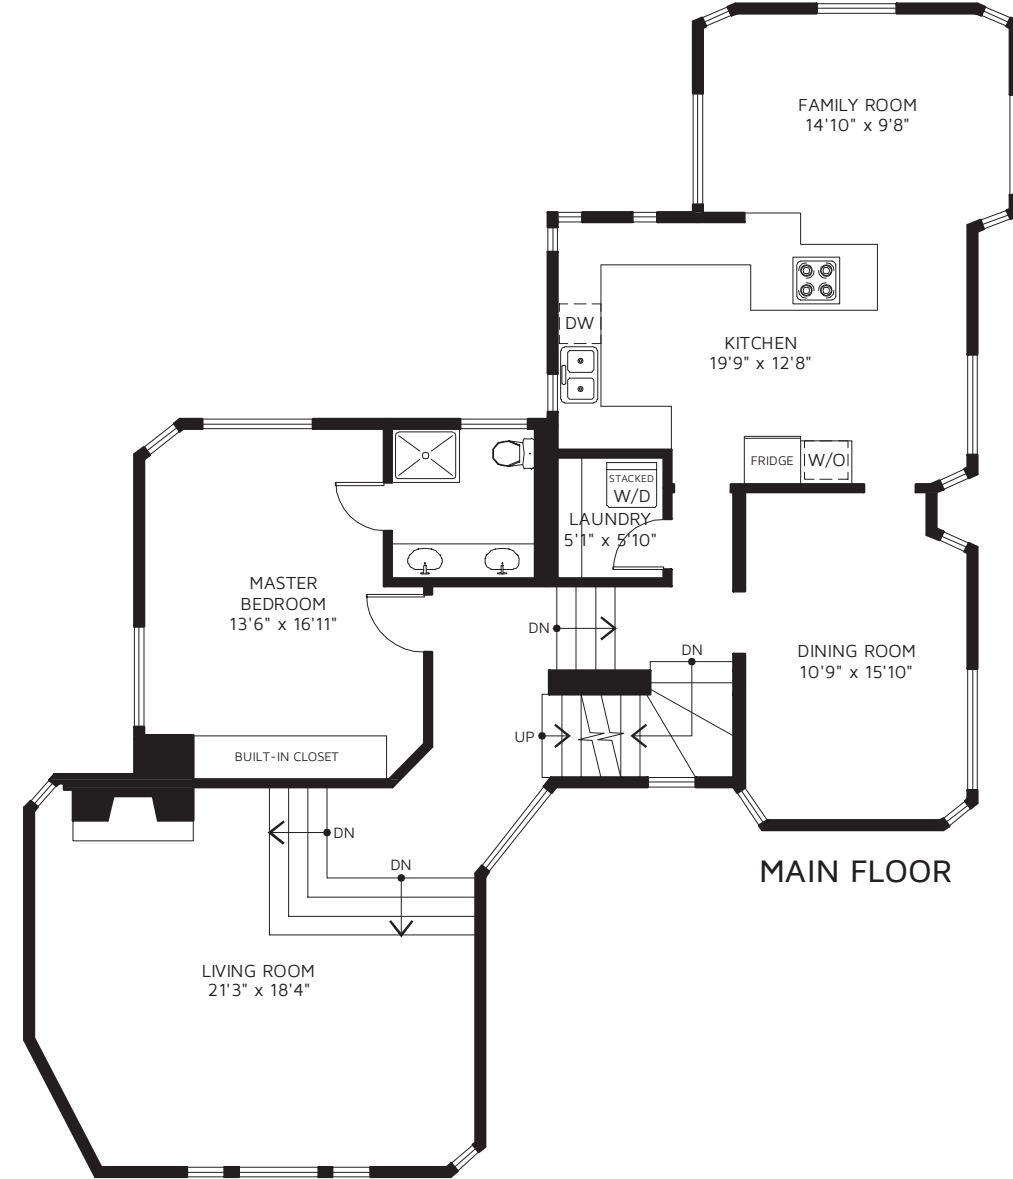 FAMILY ROOM
14'10" x 9'8"
DW
KITCHEN
19'9" x 12'8"
FRIDGE
W/O
STACKED
W/D
LAUNDRY
5'1" x 5'10"
MASTER
BEDROOM
13'6" x 16'11"
DN
DN
DINING ROOM
10'9" x 15'10"
UP
BUILT-IN CLOSET
DN
DN
MAIN FLOOR
LIVING ROOM
21'3" x 18'4"